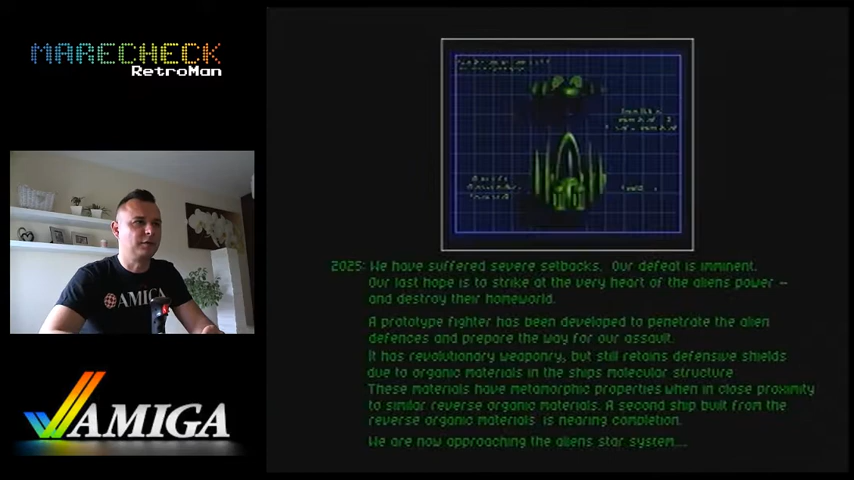 MARECHECK
RetroMan
AMIGA
AMIGA
2025: We have suffered severe setbacks. Our defeat is imminent.
Our last hope is to strike at the very heart of the aliens power –
and destroy their homeworld.
A prototype fighter has been developed to penetrate the alien
defences and prepare the way for our assault.
It has revolutionary weaponry, but still retains defensive shields
due to organic materials in the ships molecular structure
These materials have metamorphic properties when in close proximity
to similar reverse organic materials. A second ship built from the
reverse organic materials is nearing completion.
We are now approaching the aliens star system....